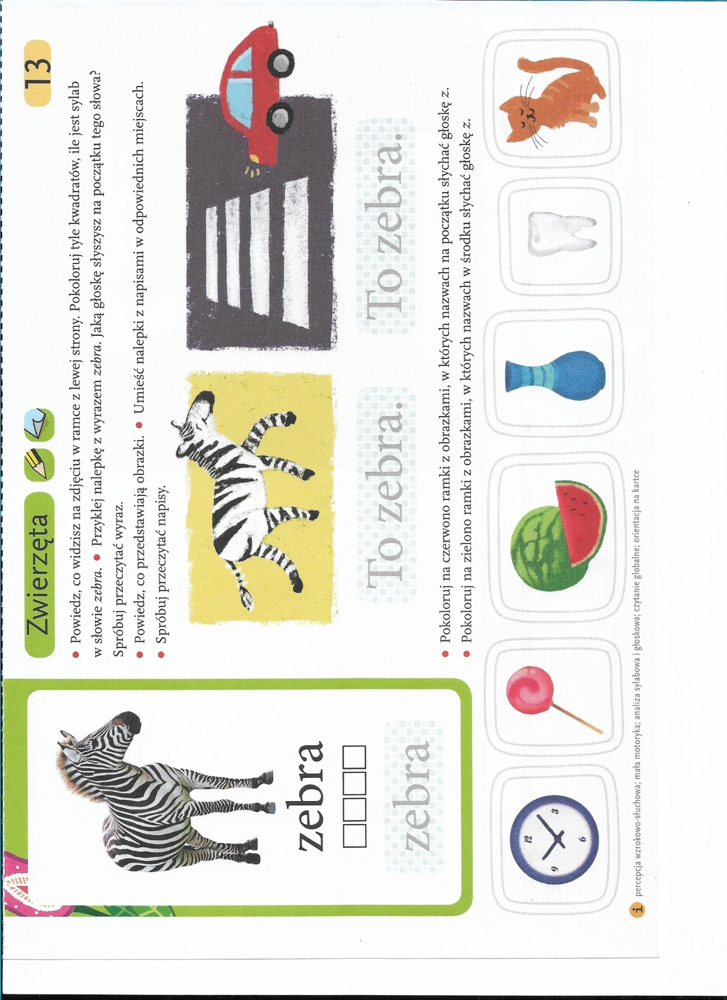 Zwierzęta
13
• Powiedz, co widzisz na zdjęciu w ramce z lewej strony. Pokoloruj tyle kwadratów, ile jest sylab
w słowie zebra. • Przyklej nalepkę z wyrazem zebra. Jaką głoskę słyszysz na początku tego słowa?
Spróbuj przeczytać wyraz.
• Powiedz, co przedstawiają obrazki. • Umieść nalepki z napisami w odpowiednich miejscach.
• Spróbuj przeczytać napisy.
zebra
zebra
To zebra.
To zebra.
• Pokoloruj na czerwono ramki z obrazkami, w których nazwach na początku słychać głoskę z.
• Pokoloruj na zielono ramki z obrazkami, w których nazwach w środku słychać głoskę z.
12
9
3
6
i percepcja wzrokowo-słuchowa; mała motoryka; analiza sylabowa i głoskowa; czytanie globalne; orientacja na kartce